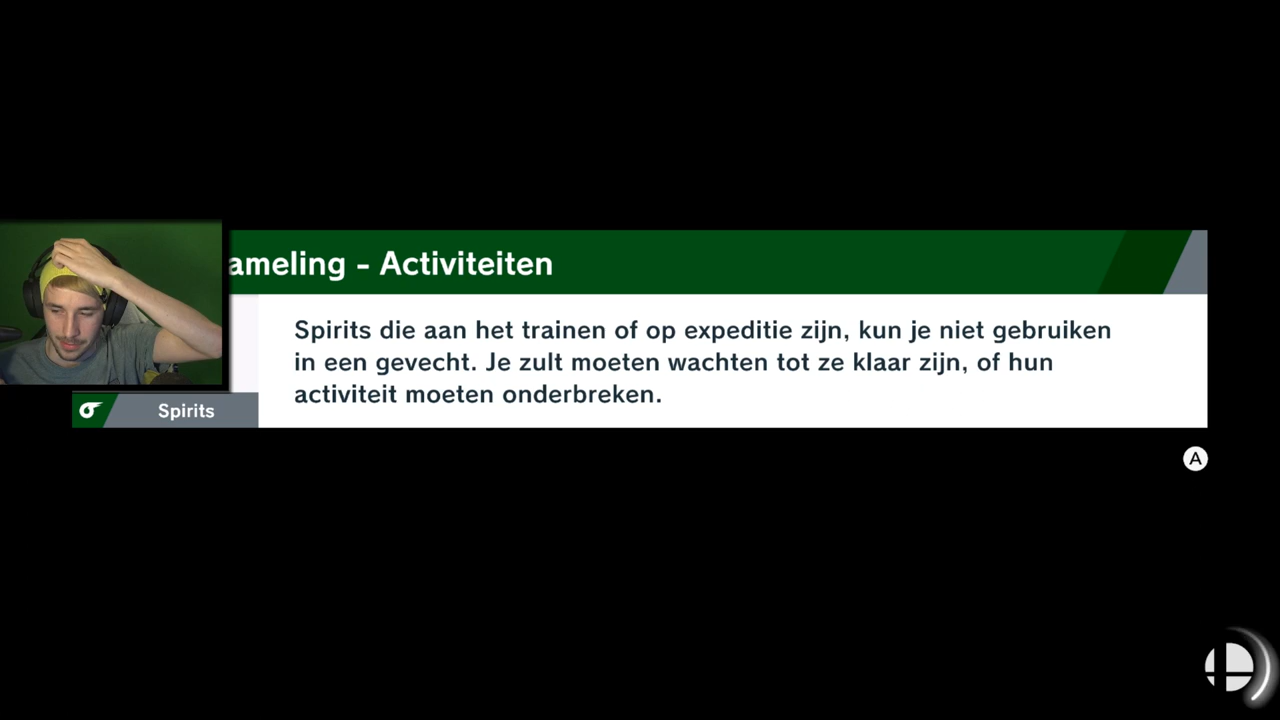 ameling - Activiteiten
Spirits die aan het trainen of op expeditie zijn, kun je niet gebruiken
in een gevecht. Je zult moeten wachten tot ze klaar zijn, of hun
activiteit moeten onderbreken.
Spirits
A